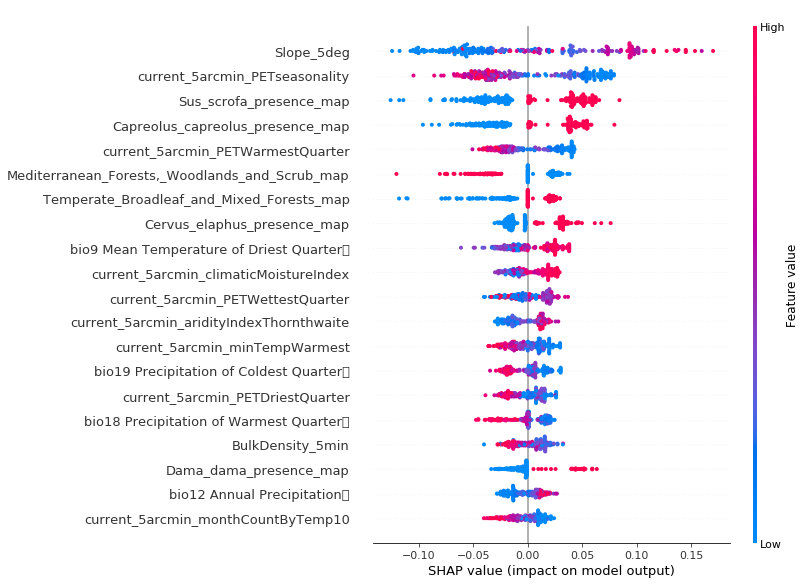 High
Slope_5deg
current_5arcmin_PETseasonality
Sus_scrofa_presence_map
Capreolus_capreolus_presence_map
current_5arcmin_PETWarmestQuarter
Mediterranean_Forests,_Woodlands_and_Scrub_map
Temperate_Broadleaf_and_Mixed_Forests_map
Cervus_elaphus_presence_map
bio9 Mean Temperature of Driest Quarter
current_5arcmin_climaticMoistureIndex
current_5arcmin_PETWettestQuarter
current_5arcmin_aridityIndexThornthwaite
current_5arcmin_minTempWarmest
bio19 Precipitation of Coldest Quarter
current_5arcmin_PETDriestQuarter
bio18 Precipitation of Warmest Quarter
BulkDensity_5min
Dama_dama_presence_map
bio12 Annual Precipitation
current_5arcmin_monthCountByTemp10
Feature value
Low
−0.10 −0.05 0.00 0.05 0.10 0.15
SHAP value (impact on model output)